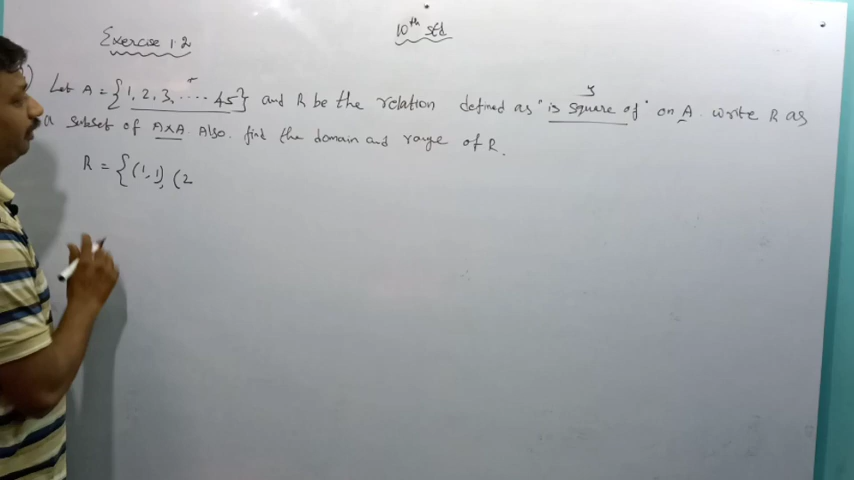 10th std
Exercise 1.2
3) Let A = {1, 2, 3, .... 45} and R be the relation defined as "is square of" on A. write R as
a subset of A×A. Also. find the domain and range of R.
R = {(1, 1), (2